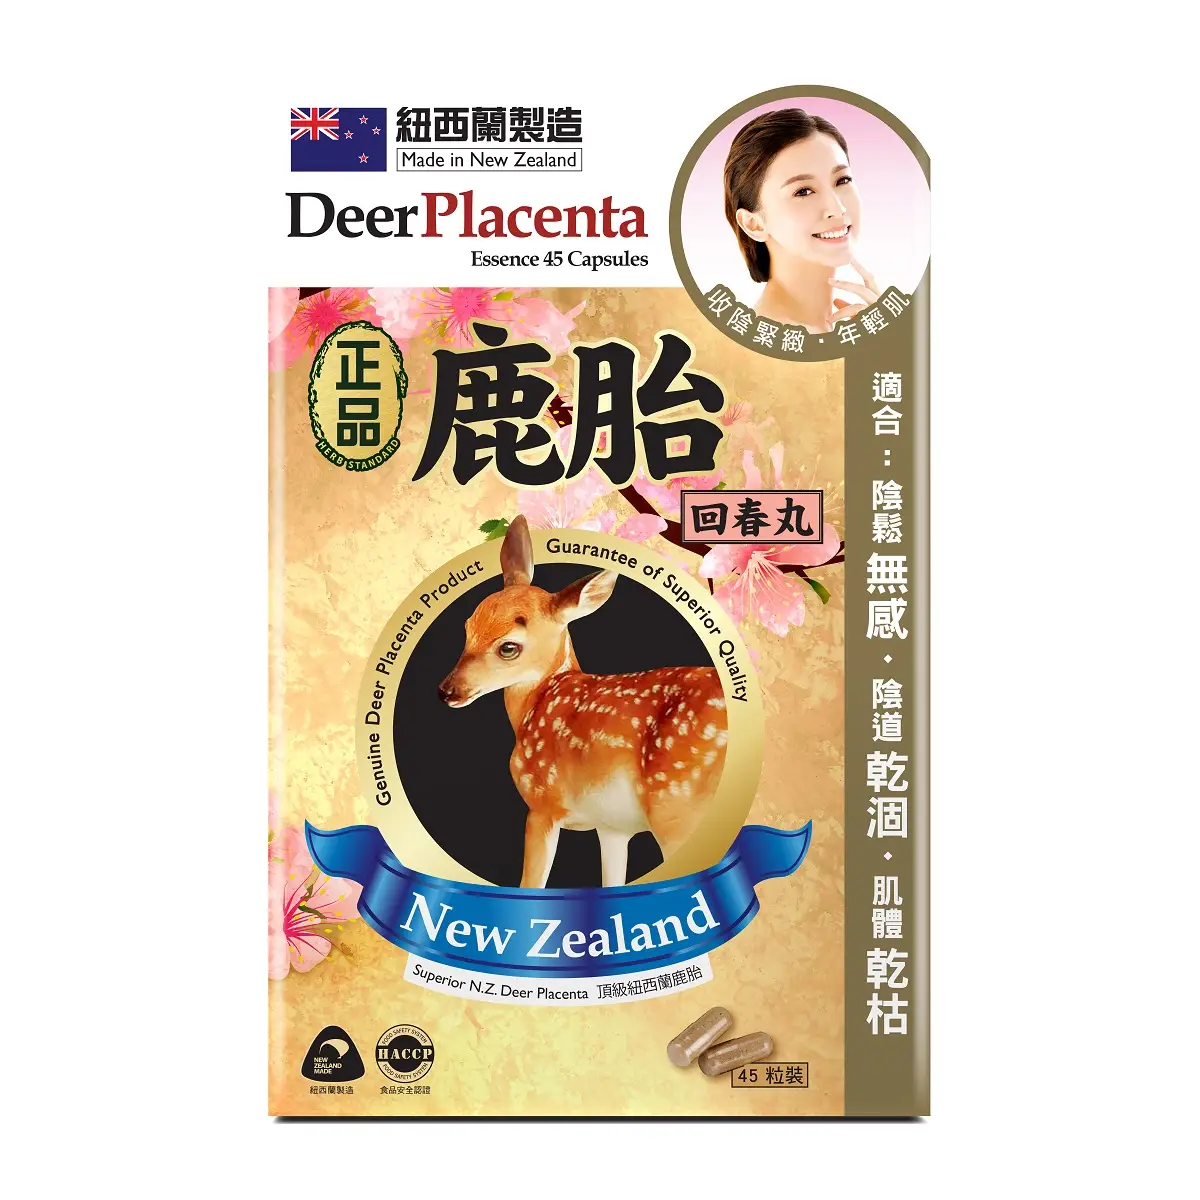 紐西蘭製造
Made in New Zealand
DeerPlacenta
Essence 45 Capsules
收陰緊緻・年輕肌
正品
HERB STANDARD
鹿胎
回春丸
適合：陰鬆無感・陰道乾涸・肌體乾枯
Genuine Deer Placenta Product
Guarantee of Superior Quality
New Zealand
Superior N.Z. Deer Placenta 頂級紐西蘭鹿胎
NEW
ZEALAND
MADE
紐西蘭製造
FOOD SAFETY SYSTEM
HACCP
FOOD SAFETY SYSTEM
食品安全認證
45 粒裝